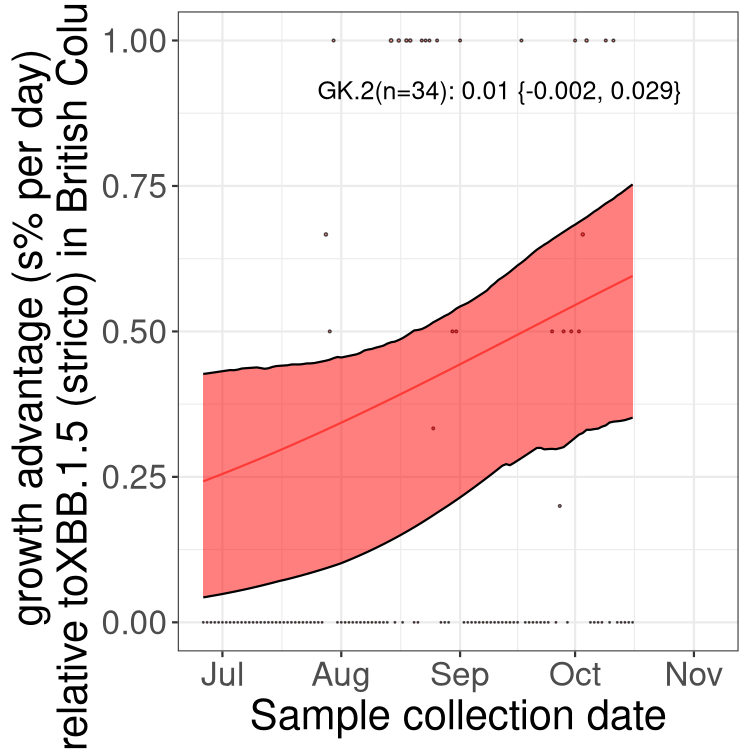 growth advantage (s% per day)
relative toXBB.1.5 (stricto) in British Colu
1.00
0.75
0.50
0.25
0.00
GK.2(n=34): 0.01 {-0.002, 0.029}
Jul Aug Sep Oct Nov
Sample collection date